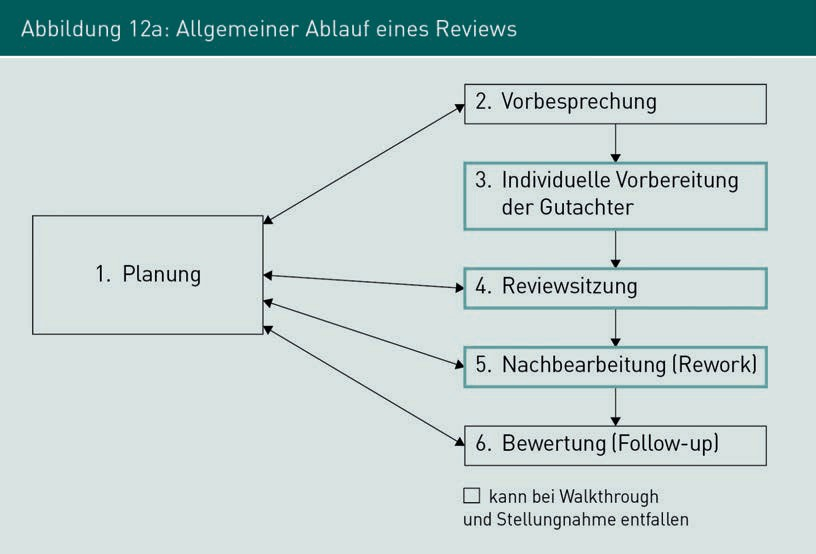 Abbildung 12a: Allgemeiner Ablauf eines Reviews
1. Planung
2. Vorbesprechung
3. Individuelle Vorbereitung
der Gutachter
4. Reviewsitzung
5. Nachbearbeitung (Rework)
6. Bewertung (Follow-up)
kann bei Walkthrough
und Stellungnahme entfallen